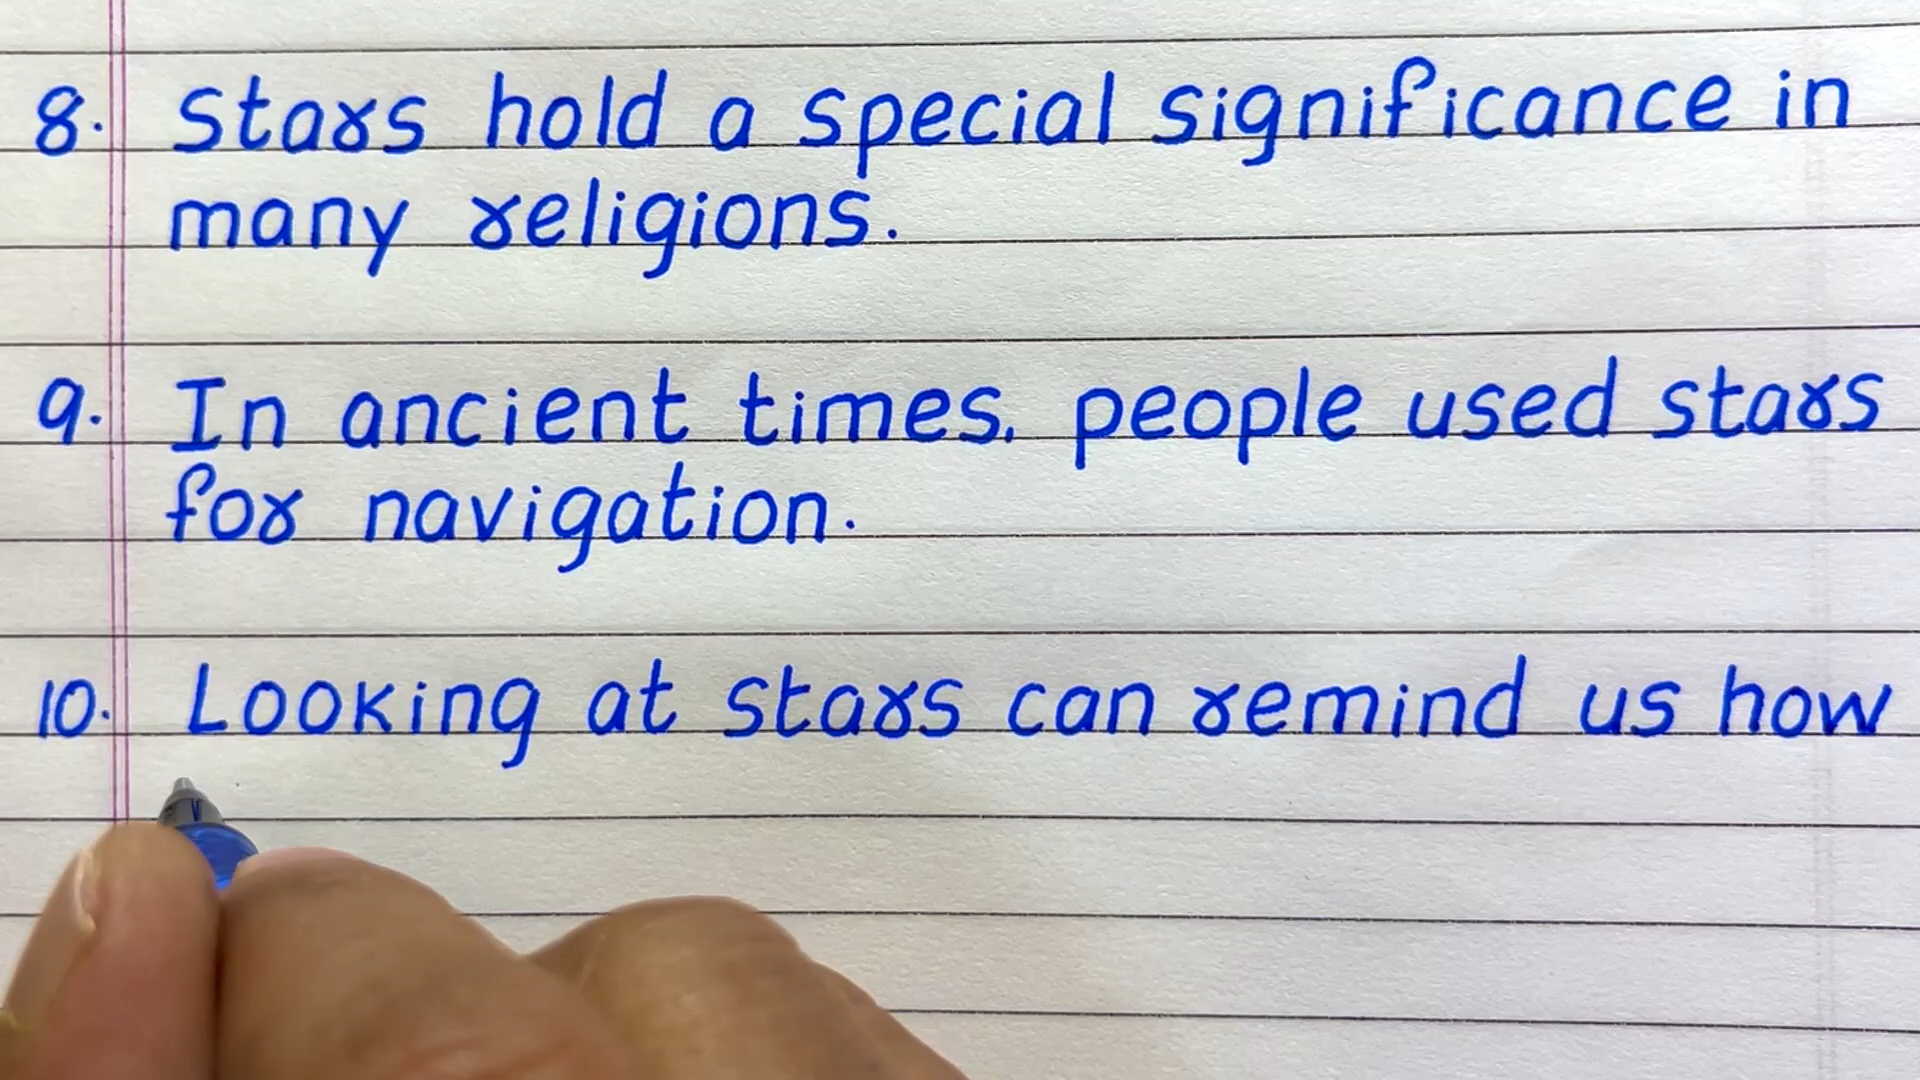 8. Stars hold a special significance in
many religions.
9. In ancient times. people used stars
for navigation.
10. Looking at stars can remind us how